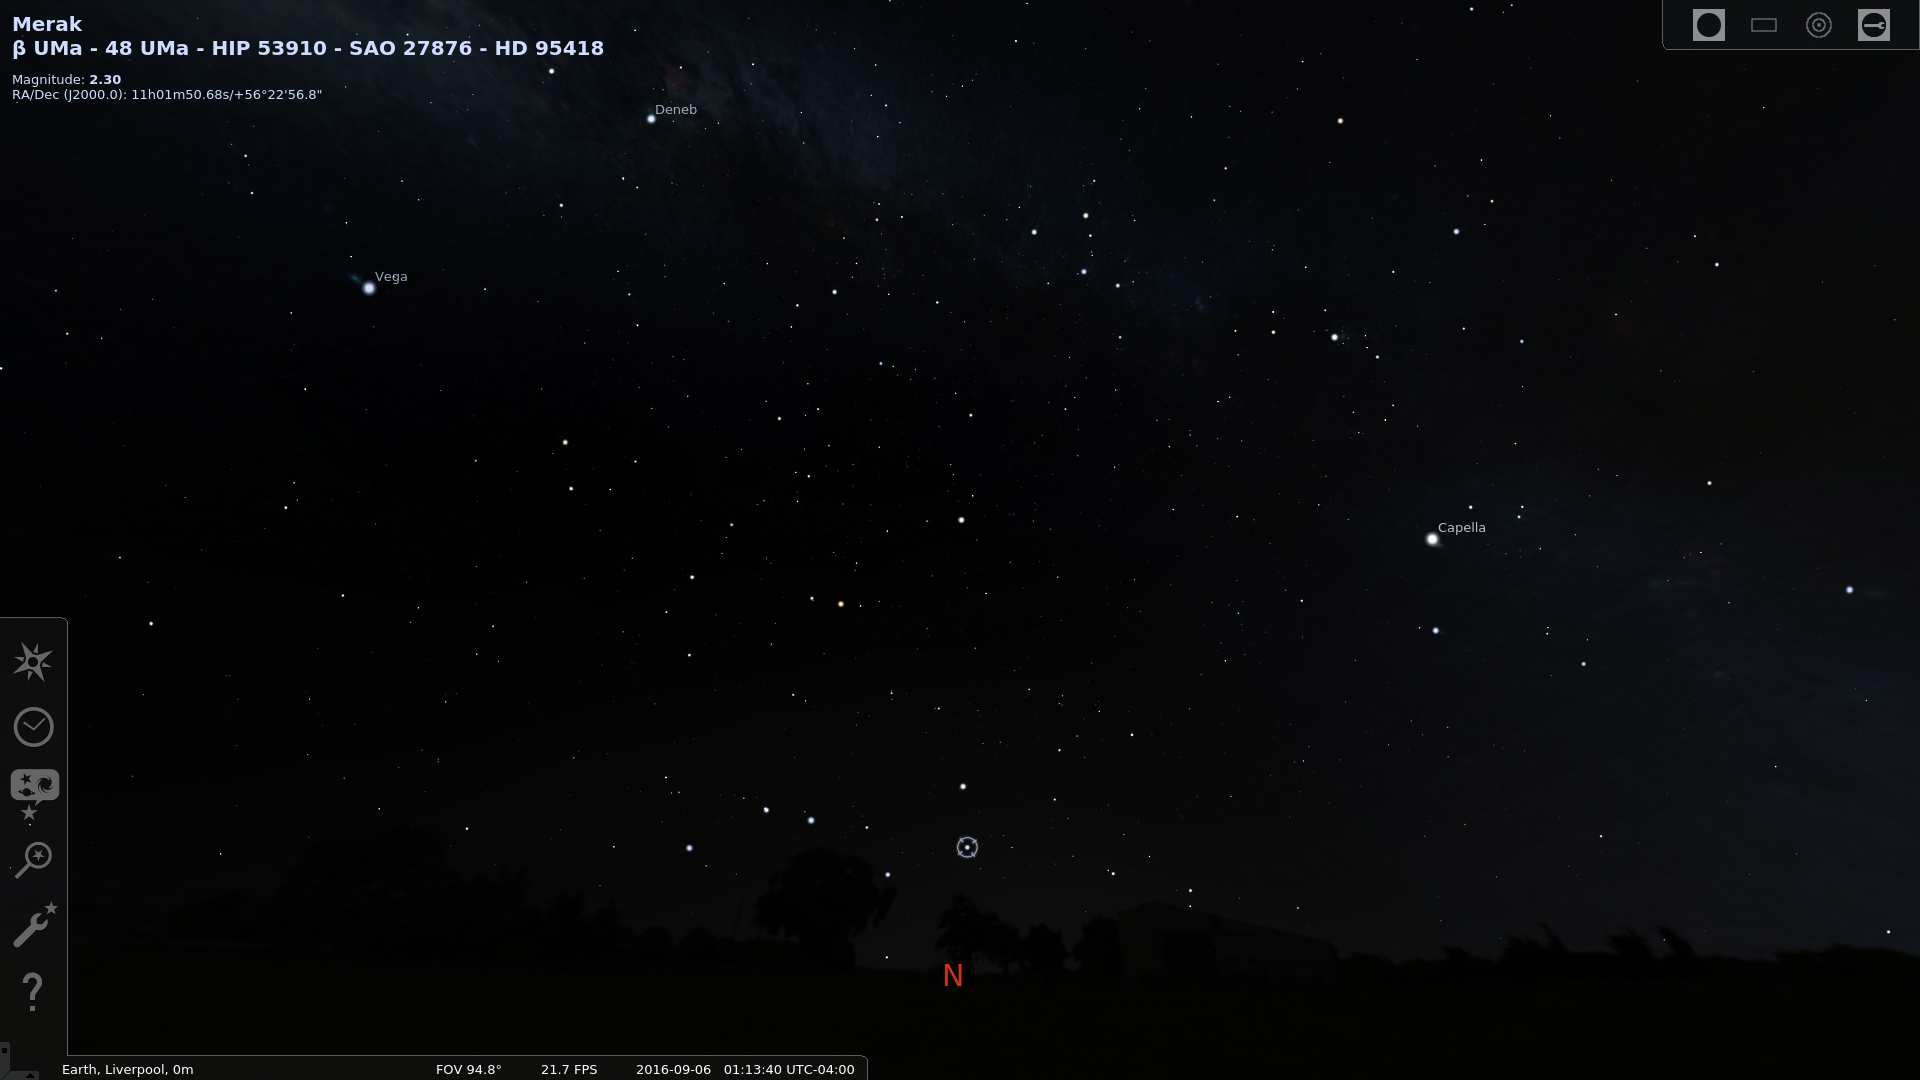 Merak
β UMa - 48 UMa - HIP 53910 - SAO 27876 - HD 95418
Magnitude: 2.30
RA/Dec (J2000.0): 11h01m50.68s/+56°22'56.8"
Deneb
Vega
Capella
N
Earth, Liverpool, 0m FOV 94.8° 21.7 FPS 2016-09-06 01:13:40 UTC-04:00